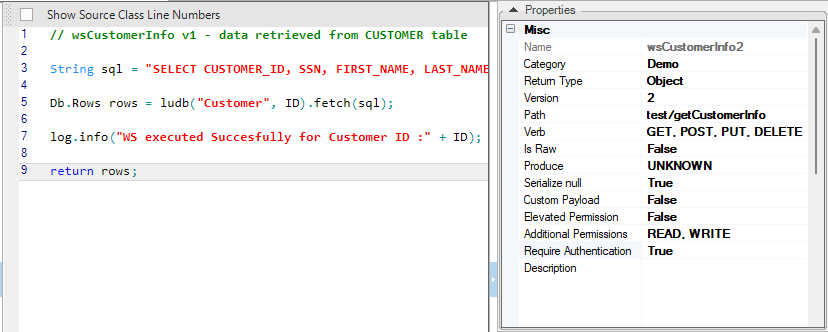 Show Source Class Line Numbers
1 // wsCustomerInfo v1 - data retrieved from CUSTOMER table
2
3 String sql = "SELECT CUSTOMER_ID, SSN, FIRST_NAME, LAST_NAME
5 Db.Rows rows = ludb("Customer", ID).fetch(sql);
6
7 log.info("WS executed Succesfully for Customer ID :" + ID);
8
9 return rows;
Properties
Misc
Name wsCustomerInfo2
Category Demo
Return Type Object
Version 2
Path test/getCustomerInfo
Verb GET, POST, PUT, DELETE
Is Raw False
Produce UNKNOWN
Serialize null True
Custom Payload False
Elevated Permission False
Additional Permissions READ, WRITE
Require Authentication True
Description